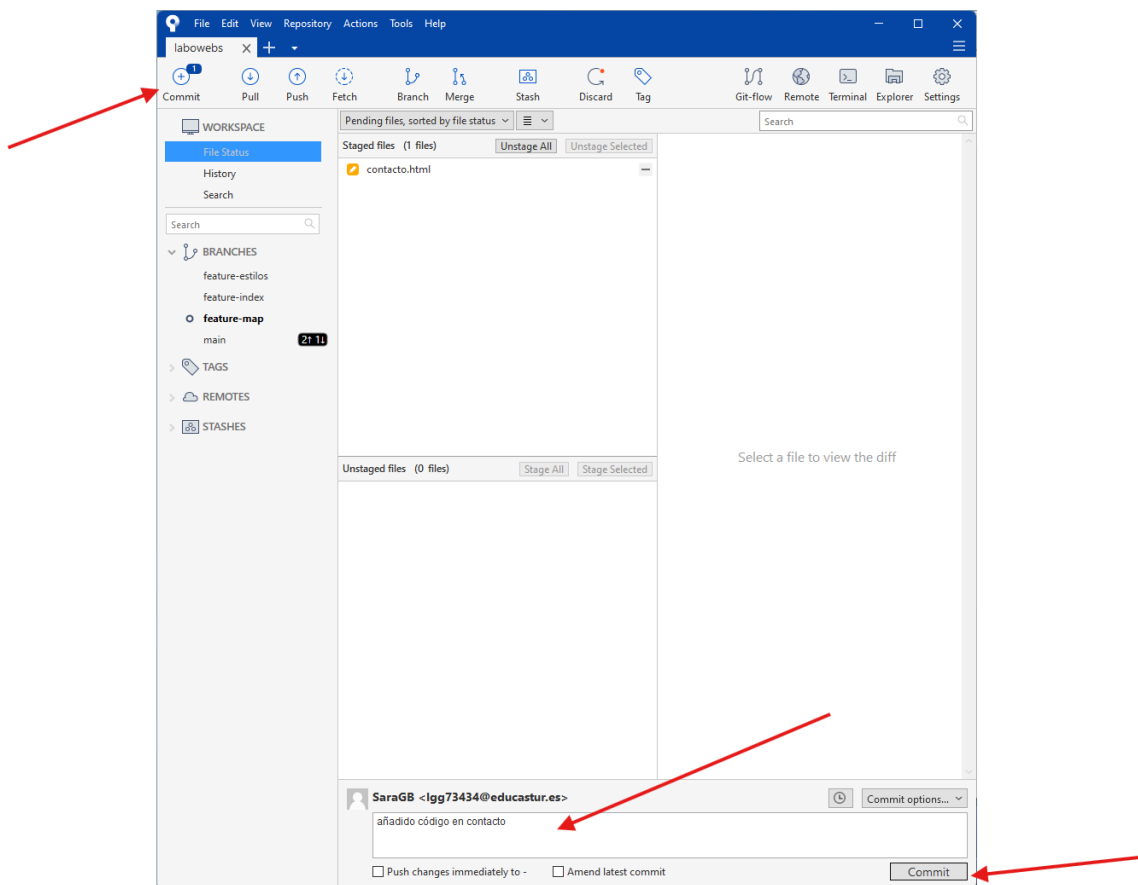 File Edit View Repository Actions Tools Help
labowebs
1
Commit Pull Push Fetch Branch Merge Stash Discard Tag Git-flow Remote Terminal Explorer Settings
WORKSPACE
File Status
History
Search
Search
BRANCHES
feature-estilos
feature-index
feature-map
main 2↑ 1↓
TAGS
REMOTES
STASHES
Pending files, sorted by file status
Search
Staged files (1 files) Unstage All Unstage Selected
contacto.html
Unstaged files (0 files) Stage All Stage Selected
Select a file to view the diff
SaraGB <lgg73434@educastur.es>
Commit options...
añadido código en contacto
Push changes immediately to - Amend latest commit Commit